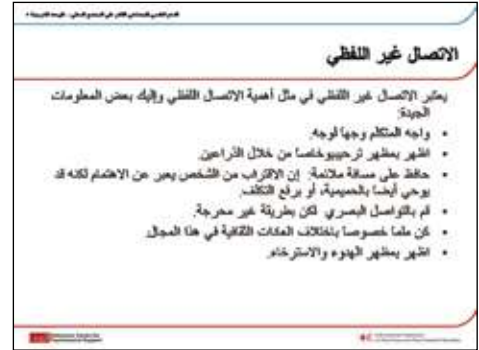 الاتصال غير اللفظي
يعتبر الاتصال غير اللفظي في مثل أهمية الاتصال اللفظي وإليك بعض المعلومات
الجيدة:
• واجه المتكلم وجهاً لوجه.
• اظهر بمظهر ترحيبي من خلال الذراعين.
• حافظ على مسافة ملائمة: إن الاقتراب من الشخص يعبر عن الاهتمام لكنه قد
يوحي أيضاً بالحميمية، أو برفع التكلف.
• قم بالتواصل البصري لكن بطريقة غير محرجة.
• كن ملماً خصوصاً باختلاف العادات الثقافية في هذا المجال.
• اظهر بمظهر الهدوء والاسترخاء.